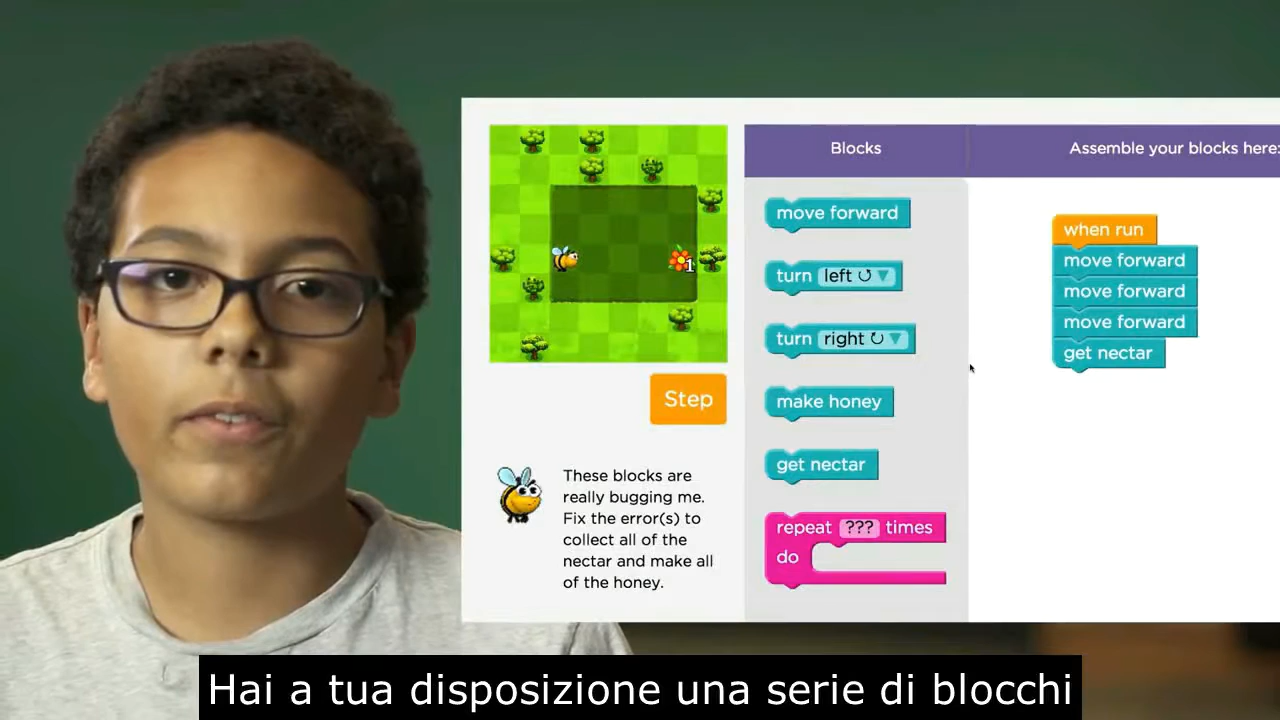 Blocks
Assemble your blocks here:
move forward
turn left
turn right
make honey
get nectar
repeat ??? times
do
when run
move forward
move forward
move forward
get nectar
1
Step
These blocks are
really bugging me.
Fix the error(s) to
collect all of the
nectar and make all
of the honey.
Hai a tua disposizione una serie di blocchi